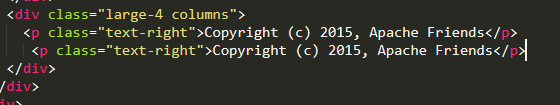 <div class="large-4 columns">
<p class="text-right">Copyright (c) 2015, Apache Friends</p>
<p class="text-right">Copyright (c) 2015, Apache Friends</p>
</div>
/div>